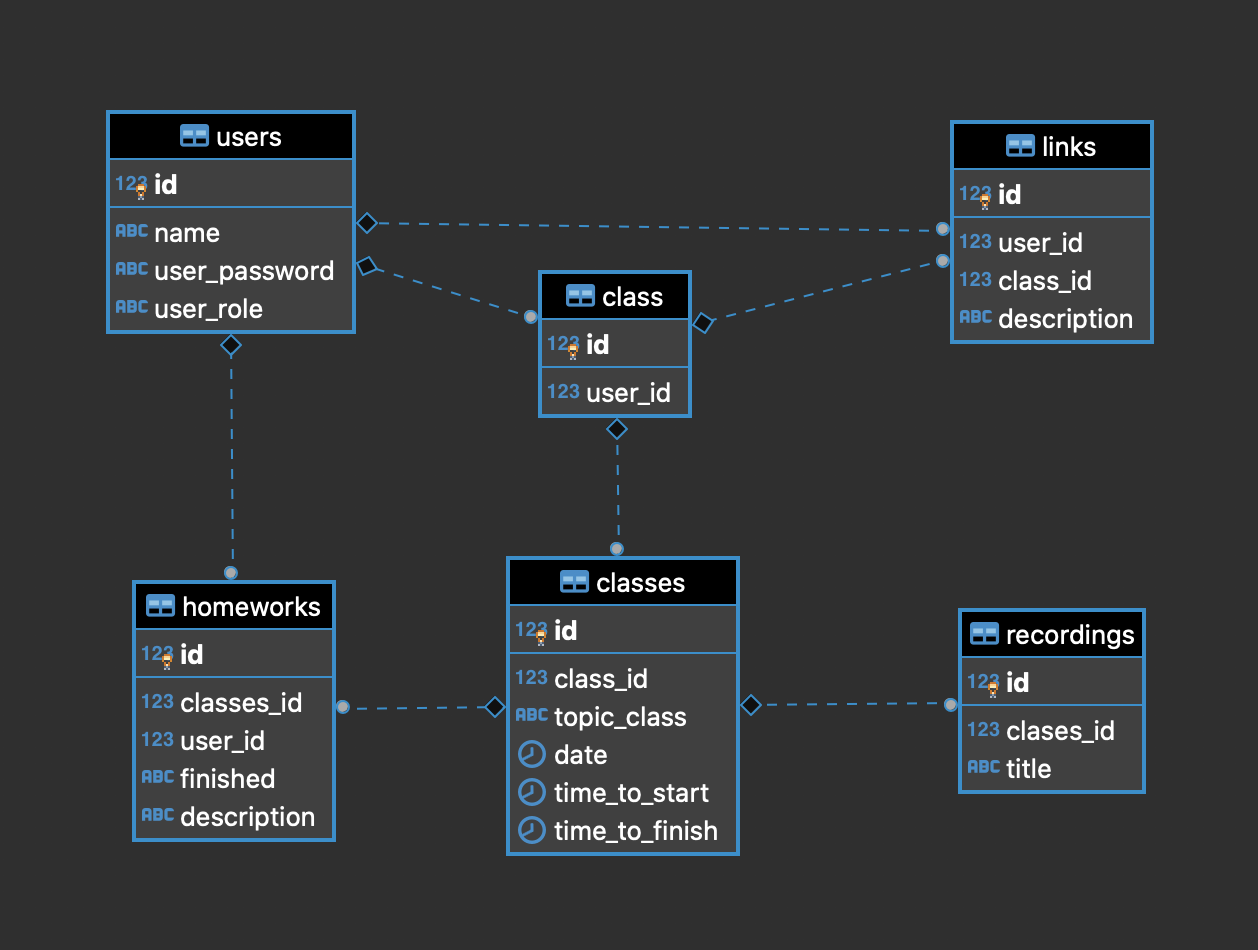 users
123 id
ABC name
ABC user_password
ABC user_role
links
123 id
123 user_id
123 class_id
ABC description
class
123 id
123 user_id
homeworks
123 id
123 classes_id
123 user_id
ABC finished
ABC description
classes
123 id
123 class_id
ABC topic_class
date
time_to_start
time_to_finish
recordings
123 id
123 clases_id
ABC title